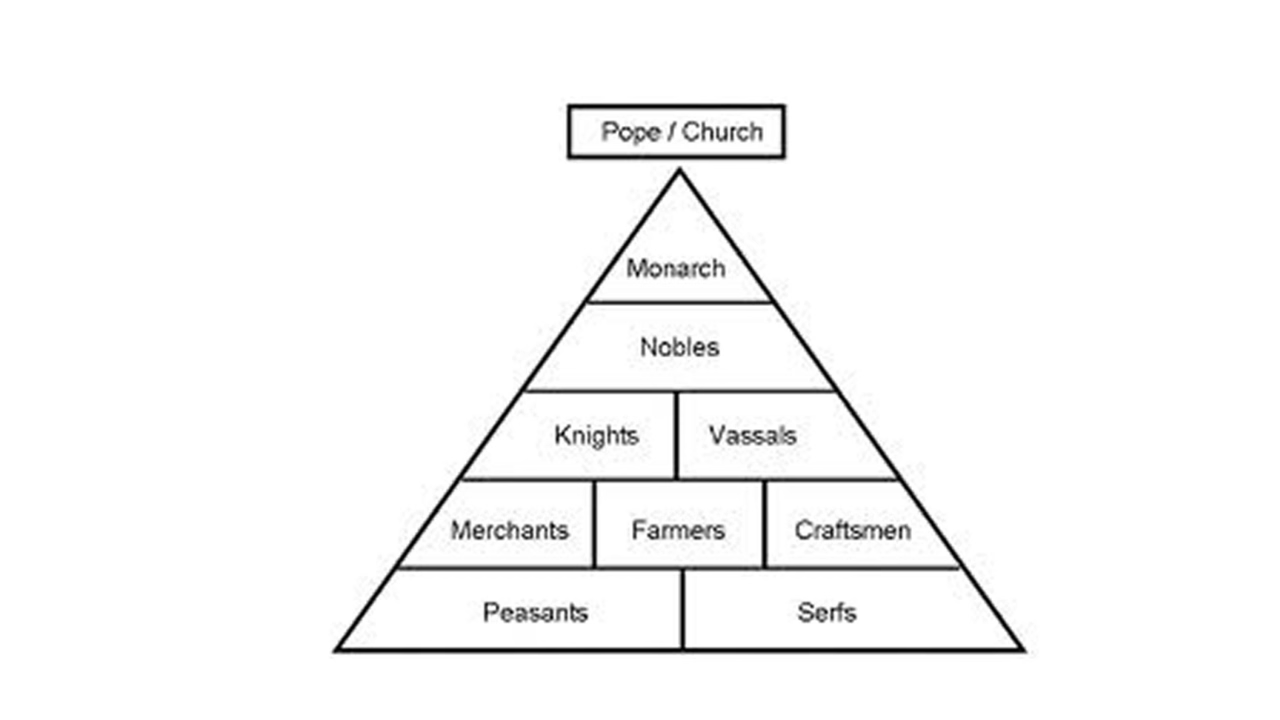 Pope / Church
Monarch
Nobles
Knights Vassals
Merchants Farmers Craftsmen
Peasants Serfs